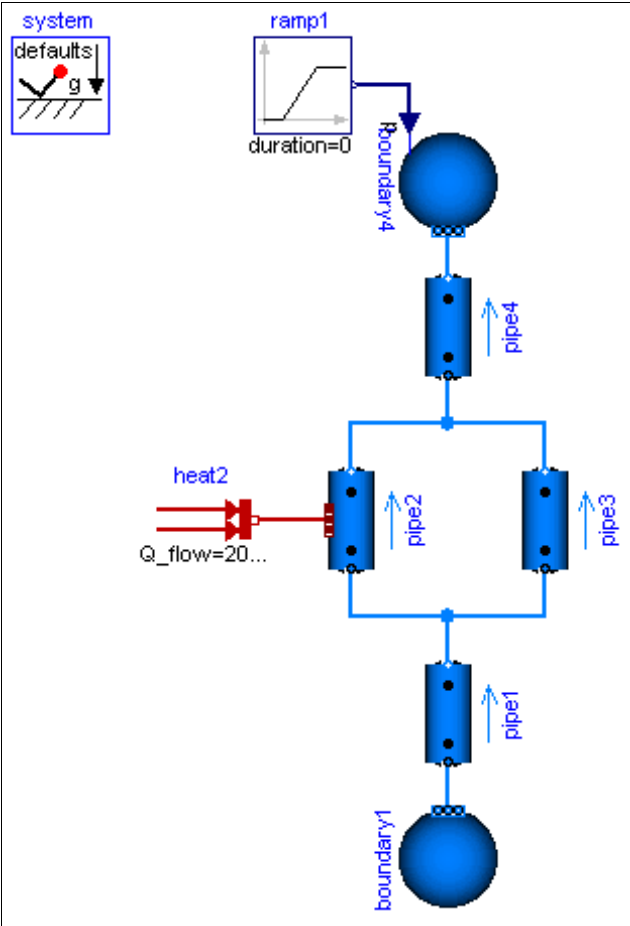 system
defaults
g
ramp1
duration=0
p
boundary4
pipe4
heat2
Q_flow=20...
pipe2
pipe3
pipe1
boundary1